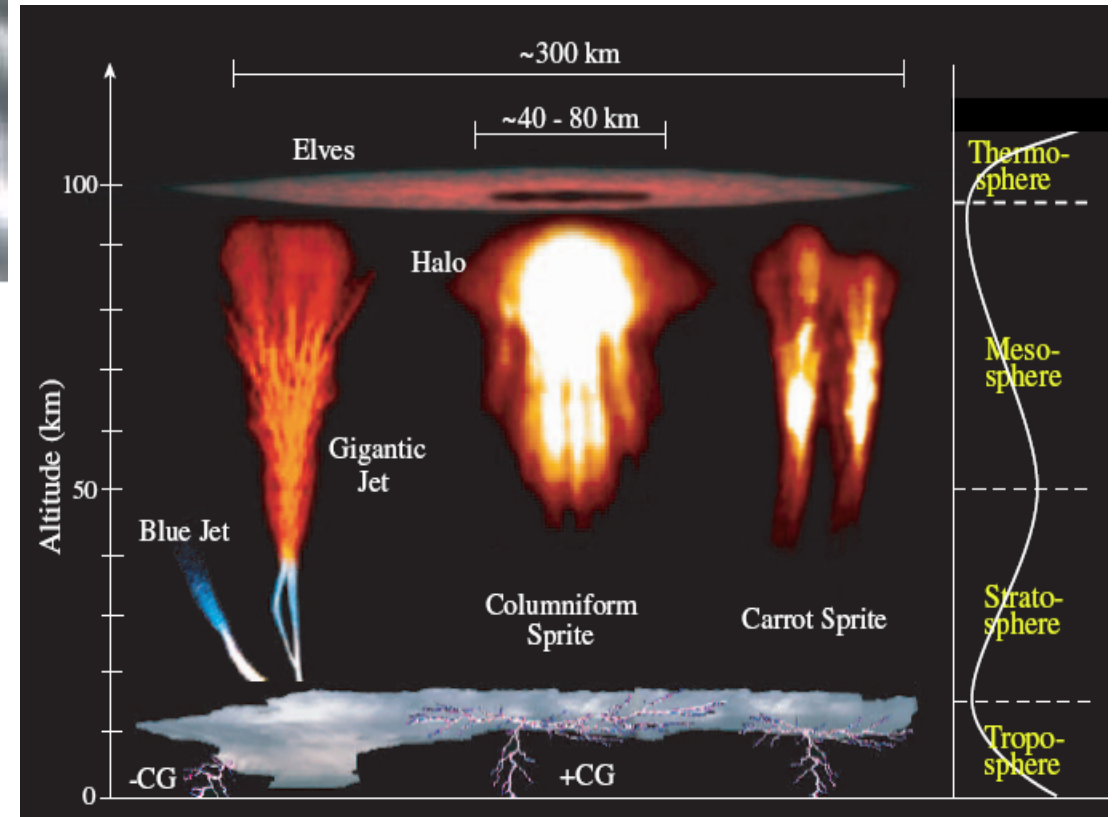 ~300 km
~40 - 80 km
Elves
Thermo-
sphere
100
Halo
Meso-
sphere
Altitude (km)
Gigantic
Jet
50
Blue Jet
Columniform
Sprite
Carrot Sprite
Strato-
sphere
-CG
+CG
Tropo-
sphere
0